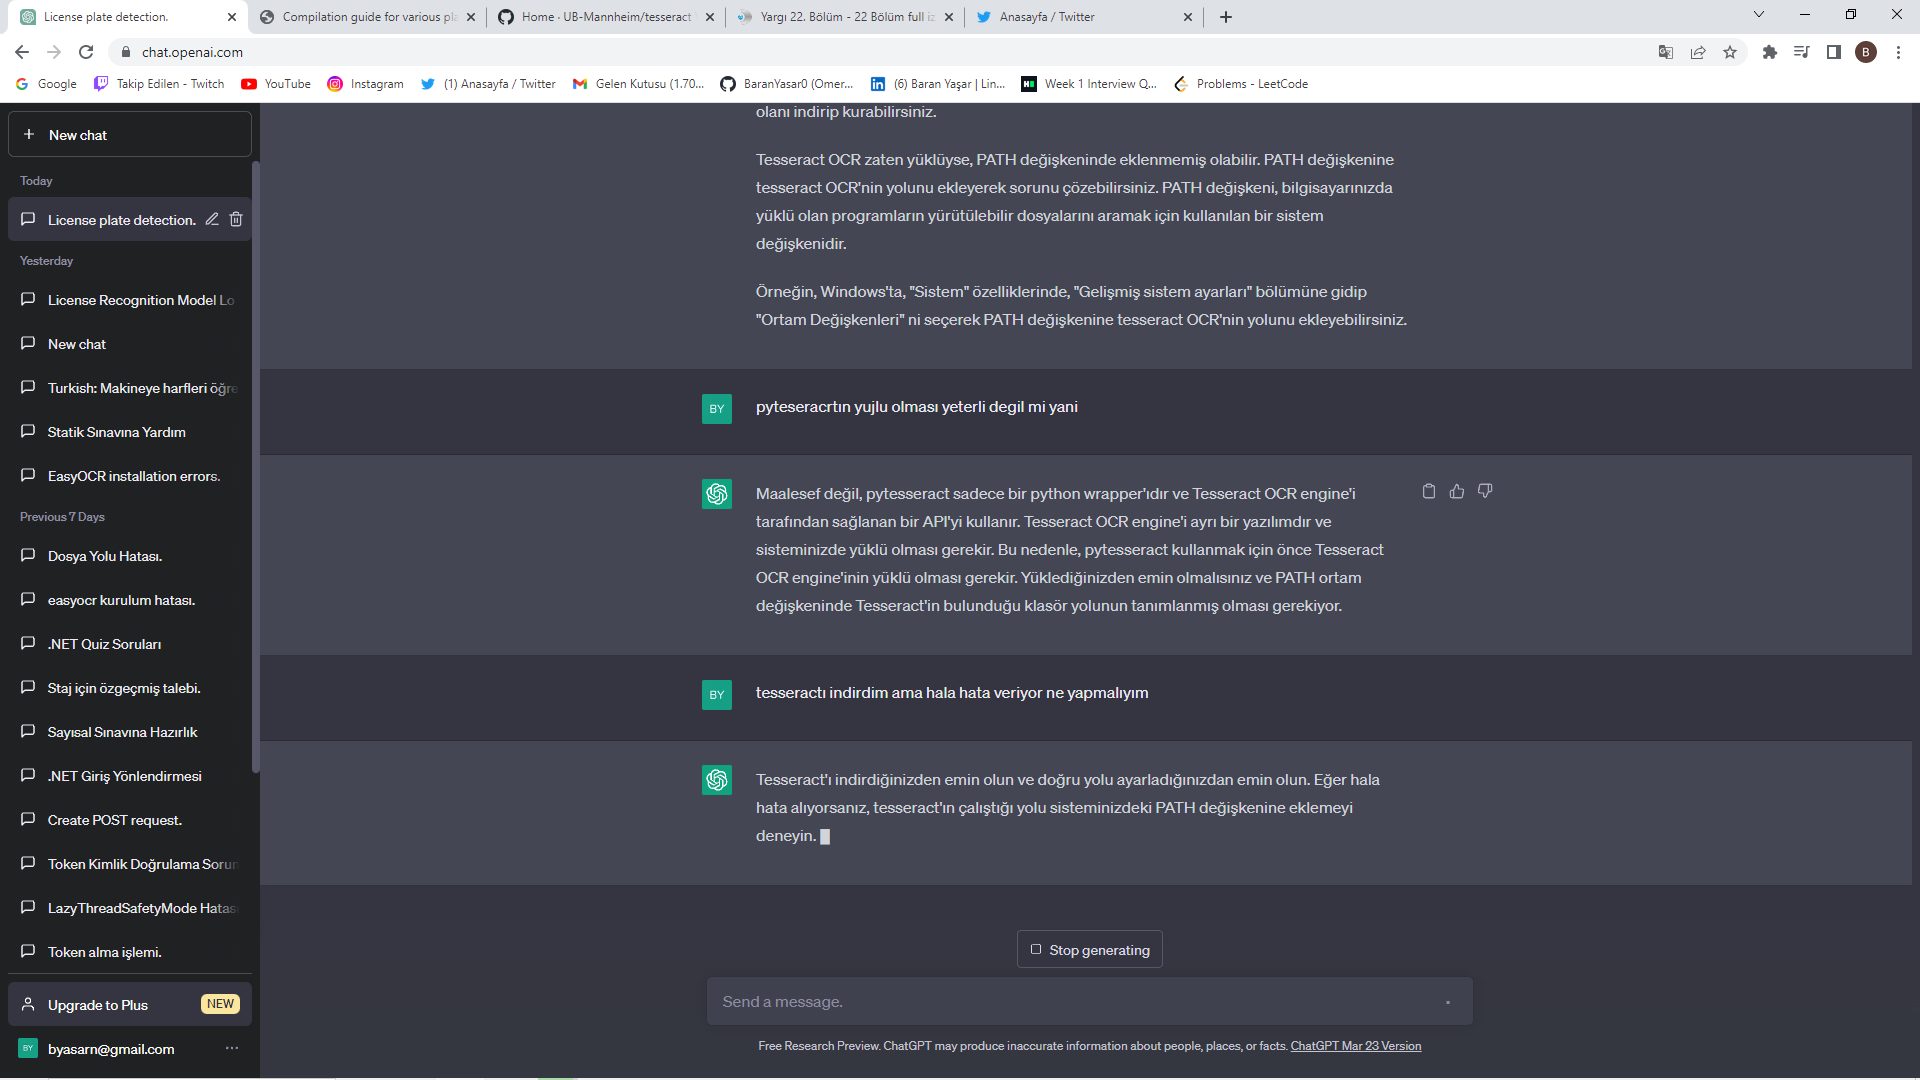 License plate detection.
Compilation guide for various pla
Home · UB-Mannheim/tesseract
Yargı 22. Bölüm - 22 Bölüm full iz
Anasayfa / Twitter
chat.openai.com
B
Google
Takip Edilen - Twitch
YouTube
Instagram
(1) Anasayfa / Twitter
Gelen Kutusu (1.70...
BaranYasar0 (Omer...
(6) Baran Yaşar | Lin...
Week 1 Interview Q...
Problems - LeetCode
New chat
Today
License plate detection.
Yesterday
License Recognition Model Lo
New chat
Turkish: Makineye harfleri öğre
Statik Sınavına Yardım
EasyOCR installation errors.
Previous 7 Days
Dosya Yolu Hatası.
easyocr kurulum hatası.
.NET Quiz Soruları
Staj için özgeçmiş talebi.
Sayısal Sınavına Hazırlık
.NET Giriş Yönlendirmesi
Create POST request.
Token Kimlik Doğrulama Sorun
LazyThreadSafetyMode Hatas
Token alma işlemi.
Upgrade to Plus
NEW
BY
byasarn@gmail.com
olanı indirip kurabilirsiniz.
Tesseract OCR zaten yüklüyse, PATH değişkeninde eklenmemiş olabilir. PATH değişkenine
tesseract OCR'nin yolunu ekleyerek sorunu çözebilirsiniz. PATH değişkeni, bilgisayarınızda
yüklü olan programların yürütülebilir dosyalarını aramak için kullanılan bir sistem
değişkenidir.
Örneğin, Windows'ta, "Sistem" özelliklerinde, "Gelişmiş sistem ayarları" bölümüne gidip
"Ortam Değişkenleri" ni seçerek PATH değişkenine tesseract OCR'nin yolunu ekleyebilirsiniz.
BY
pyteseracrtın yujlu olması yeterli degil mi yani
Maalesef değil, pytesseract sadece bir python wrapper'ıdır ve Tesseract OCR engine'i
tarafından sağlanan bir API'yi kullanır. Tesseract OCR engine'i ayrı bir yazılımdır ve
sisteminizde yüklü olması gerekir. Bu nedenle, pytesseract kullanmak için önce Tesseract
OCR engine'inin yüklü olması gerekir. Yüklediğinizden emin olmalısınız ve PATH ortam
değişkeninde Tesseract'in bulunduğu klasör yolunun tanımlanmış olması gerekiyor.
BY
tesseractı indirdim ama hala hata veriyor ne yapmalıyım
Tesseract'ı indirdiğinizden emin olun ve doğru yolu ayarladığınızdan emin olun. Eğer hala
hata alıyorsanız, tesseract'ın çalıştığı yolu sisteminizdeki PATH değişkenine eklemeyi
deneyin.
Stop generating
Send a message.
Free Research Preview. ChatGPT may produce inaccurate information about people, places, or facts. ChatGPT Mar 23 Version